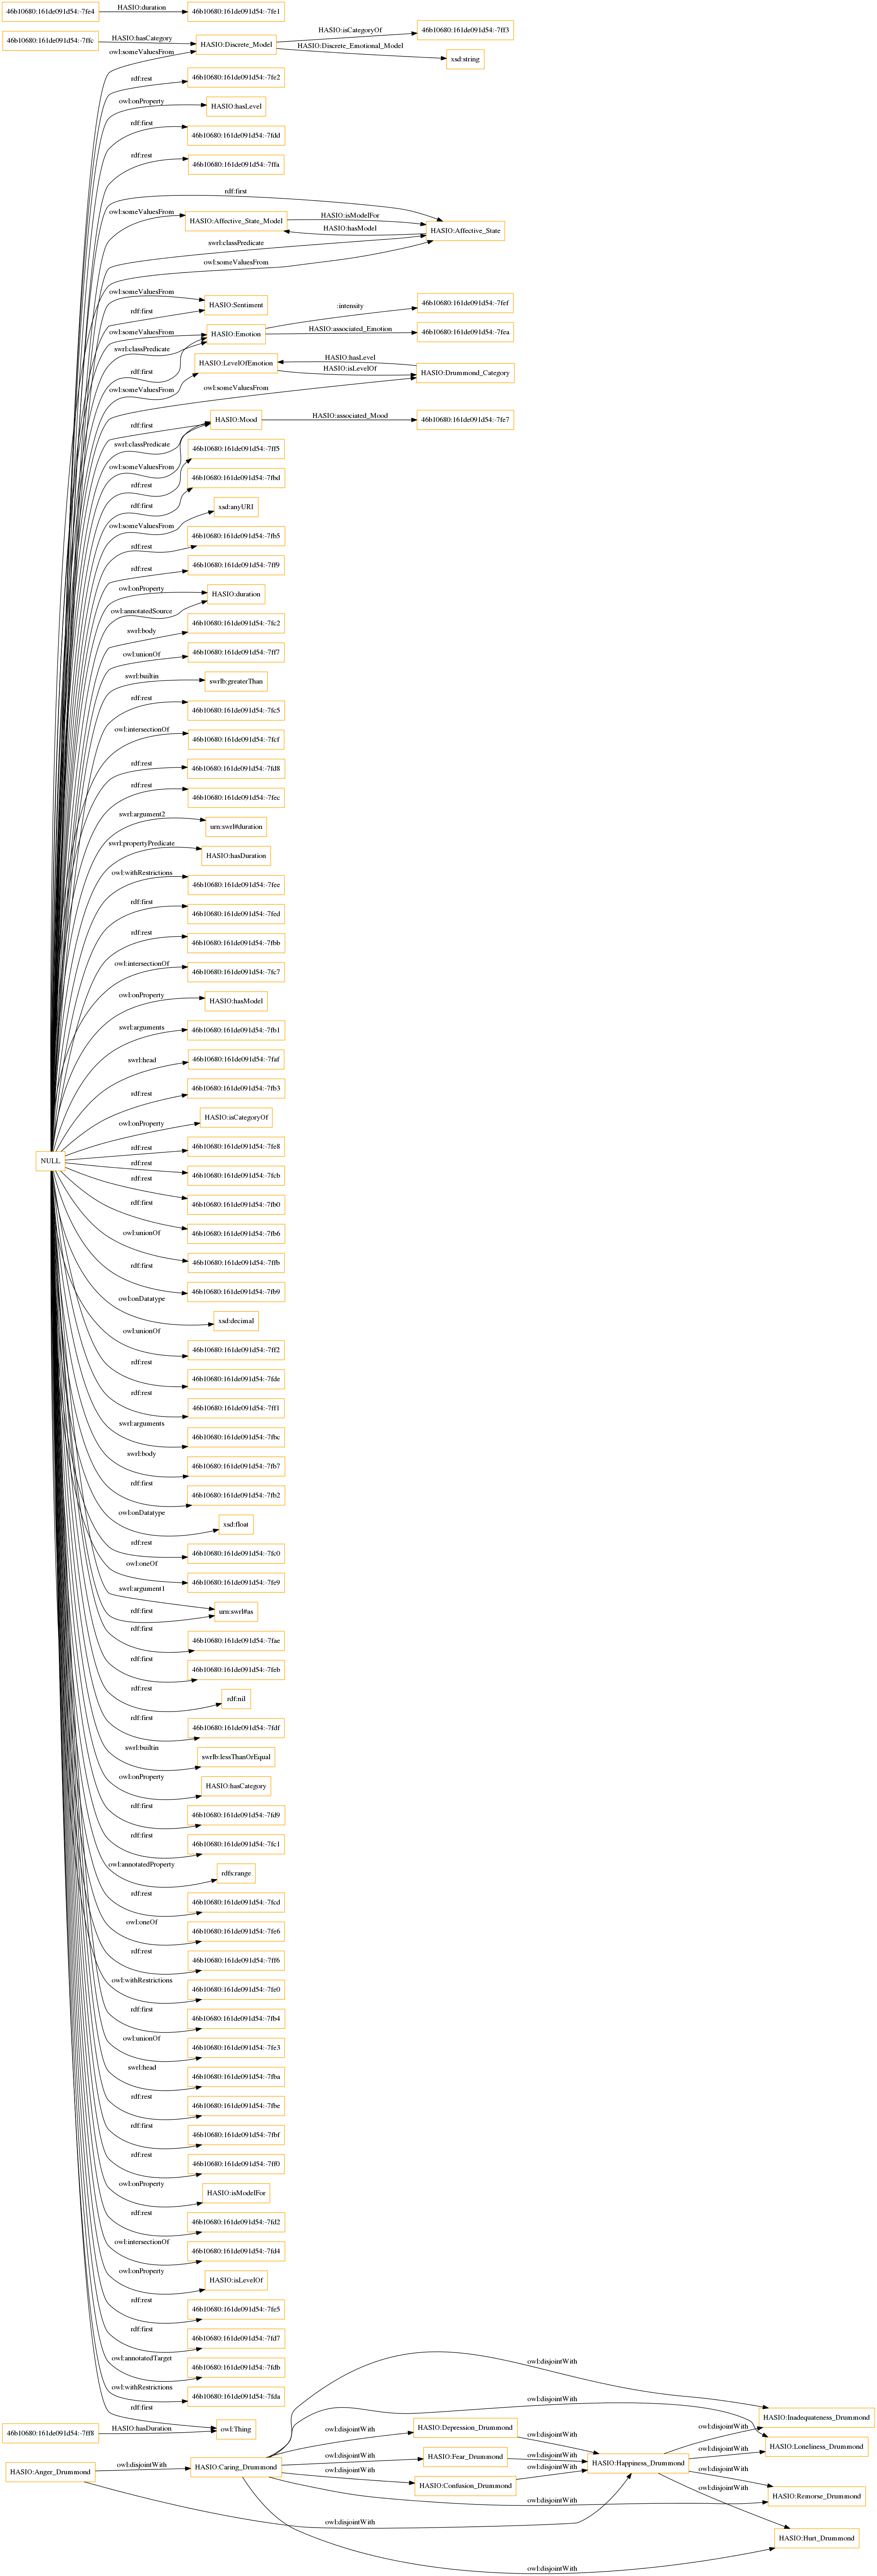 46b10680:161de091d54:-7fe4 HASIO:duration 46b10680:161de091d54:-7fe1
46b10680:161de091d54:-7ffc HASIO:hasCategory HASIO:Discrete_Model HASIO:isCategoryOf 46b10680:161de091d54:-7ff3
owl:someValuesFrom HASIO:Discrete_Emotional_Model xsd:string
rdf:rest 46b10680:161de091d54:-7fe2
owl:onProperty HASIO:hasLevel
rdf:first 46b10680:161de091d54:-7fdd
rdf:rest 46b10680:161de091d54:-7ffa
rdf:first
owl:someValuesFrom HASIO:Affective_State_Model HASIO:isModelFor HASIO:Affective_State
HASIO:hasModel
swrl:classPredicate
owl:someValuesFrom
owl:someValuesFrom HASIO:Sentiment :intensity 46b10680:161de091d54:-7fef
rdf:first
owl:someValuesFrom HASIO:Emotion HASIO:associated_Emotion 46b10680:161de091d54:-7fea
swrl:classPredicate
rdf:first HASIO:LevelOfEmotion HASIO:hasLevel HASIO:Drummond_Category
HASIO:isLevelOf
owl:someValuesFrom owl:someValuesFrom
rdf:first HASIO:Mood HASIO:associated_Mood 46b10680:161de091d54:-7fe7
swrl:classPredicate 46b10680:161de091d54:-7ff5
owl:someValuesFrom
rdf:rest 46b10680:161de091d54:-7fbd
rdf:first
owl:someValuesFrom xsd:anyURI
rdf:rest 46b10680:161de091d54:-7fb5
rdf:rest 46b10680:161de091d54:-7ff9
owl:onProperty HASIO:duration
owl:annotatedSource
swrl:body 46b10680:161de091d54:-7fc2
owl:unionOf 46b10680:161de091d54:-7ff7
swrl:builtin swrlb:greaterThan
rdf:rest 46b10680:161de091d54:-7fc5
owl:intersectionOf 46b10680:161de091d54:-7fcf
rdf:rest 46b10680:161de091d54:-7fd8
rdf:rest 46b10680:161de091d54:-7fec
swrl:argument2 urn:swrl#duration
swrl:propertyPredicate HASIO:hasDuration
owl:withRestrictions 46b10680:161de091d54:-7fee
rdf:first 46b10680:161de091d54:-7fed
rdf:rest 46b10680:161de091d54:-7fbb
owl:intersectionOf 46b10680:161de091d54:-7fc7
owl:onProperty HASIO:hasModel
swrl:arguments 46b10680:161de091d54:-7fb1
swrl:head 46b10680:161de091d54:-7faf
rdf:rest 46b10680:161de091d54:-7fb3
owl:onProperty HASIO:isCategoryOf
NULL rdf:rest 46b10680:161de091d54:-7fe8
rdf:rest 46b10680:161de091d54:-7fcb
rdf:rest 46b10680:161de091d54:-7fb0
rdf:first 46b10680:161de091d54:-7fb6
owl:unionOf 46b10680:161de091d54:-7ffb
rdf:first 46b10680:161de091d54:-7fb9
owl:onDatatype xsd:decimal
owl:unionOf 46b10680:161de091d54:-7ff2
rdf:rest 46b10680:161de091d54:-7fde
rdf:rest 46b10680:161de091d54:-7ff1
swrl:arguments 46b10680:161de091d54:-7fbc
swrl:body 46b10680:161de091d54:-7fb7
rdf:first 46b10680:161de091d54:-7fb2
owl:onDatatype xsd:float
rdf:rest 46b10680:161de091d54:-7fc0
owl:oneOf 46b10680:161de091d54:-7fe9
swrl:argument1 urn:swrl#as
rdf:first
rdf:first 46b10680:161de091d54:-7fae
rdf:first 46b10680:161de091d54:-7feb
rdf:rest rdf:nil
rdf:first 46b10680:161de091d54:-7fdf
swrl:builtin swrlb:lessThanOrEqual
owl:onProperty HASIO:hasCategory
rdf:first 46b10680:161de091d54:-7fd9
rdf:first 46b10680:161de091d54:-7fc1
owl:annotatedProperty rdfs:range
rdf:rest 46b10680:161de091d54:-7fcd
owl:oneOf 46b10680:161de091d54:-7fe6
rdf:rest 46b10680:161de091d54:-7ff6
owl:withRestrictions 46b10680:161de091d54:-7fe0
rdf:first 46b10680:161de091d54:-7fb4
owl:unionOf 46b10680:161de091d54:-7fe3
swrl:head 46b10680:161de091d54:-7fba
rdf:rest 46b10680:161de091d54:-7fbe
rdf:first 46b10680:161de091d54:-7fbf
rdf:rest 46b10680:161de091d54:-7ff0
owl:onProperty HASIO:isModelFor
rdf:rest 46b10680:161de091d54:-7fd2
owl:intersectionOf 46b10680:161de091d54:-7fd4
owl:onProperty HASIO:isLevelOf
rdf:rest 46b10680:161de091d54:-7fe5
rdf:first 46b10680:161de091d54:-7fd7
owl:annotatedTarget 46b10680:161de091d54:-7fdb
owl:disjointWith
owl:withRestrictions 46b10680:161de091d54:-7fda
rdf:first owl:disjointWith HASIO:Inadequateness_Drummond
46b10680:161de091d54:-7ff8 HASIO:hasDuration owl:Thing
owl:disjointWith HASIO:Depression_Drummond owl:disjointWith owl:disjointWith HASIO:Loneliness_Drummond
HASIO:Anger_Drummond owl:disjointWith HASIO:Caring_Drummond owl:disjointWith HASIO:Fear_Drummond owl:disjointWith HASIO:Happiness_Drummond owl:disjointWith
owl:disjointWith HASIO:Confusion_Drummond owl:disjointWith owl:disjointWith
owl:disjointWith owl:disjointWith HASIO:Remorse_Drummond
owl:disjointWith
owl:disjointWith HASIO:Hurt_Drummond
owl:disjointWith